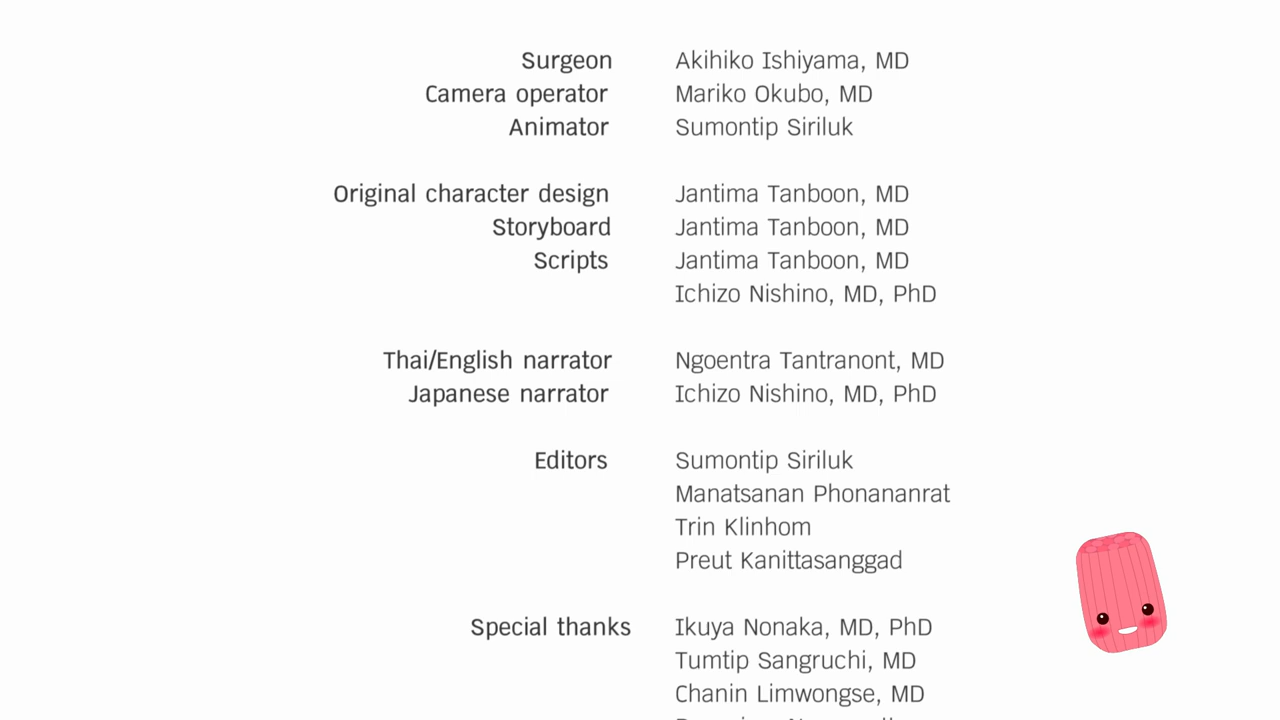 Surgeon Akihiko Ishiyama, MD
Camera operator Mariko Okubo, MD
Animator Sumontip Siriluk
Original character design Jantima Tanboon, MD
Storyboard Jantima Tanboon, MD
Scripts Jantima Tanboon, MD
Ichizo Nishino, MD, PhD
Thai/English narrator Ngoentra Tantranont, MD
Japanese narrator Ichizo Nishino, MD, PhD
Editors Sumontip Siriluk
Manatsanan Phonananrat
Trin Klinhom
Preut Kanittasanggad
Special thanks Ikuya Nonaka, MD, PhD
Tumtip Sangruchi, MD
Chanin Limwongse, MD